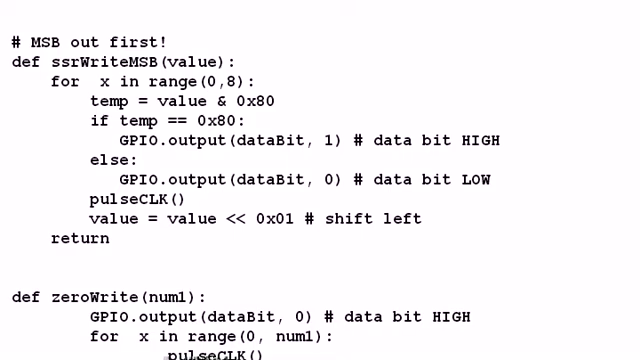 # MSB out first!
def ssrWriteMSB(value):
    for  x in range(0,8):
        temp = value & 0x80
        if temp == 0x80:
           GPIO.output(dataBit, 1) # data bit HIGH
        else:
           GPIO.output(dataBit, 0) # data bit LOW
        pulseCLK()
        value = value << 0x01 # shift left
    return
def zeroWrite(num1):
        GPIO.output(dataBit, 0) # data bit HIGH
        for  x in range(0, num1):
                pulseCLK()